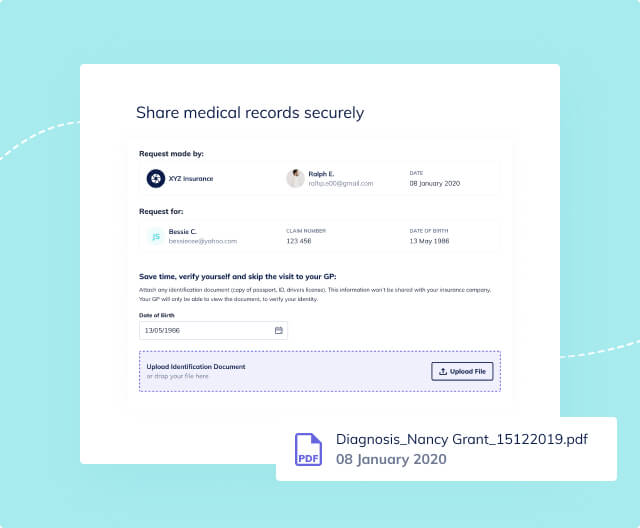 Share medical records securely
Request made by:
XYZ Insurance
Ralph E.
ralhp.e00@gmail.com
DATE
08 January 2020
Request for:
JS
Bessie C.
bessiecee@yahoo.com
CLAIM NUMBER
123 456
DATE OF BIRTH
13 May 1986
Save time, verify yourself and skip the visit to your GP:
Attach any identification document (copy of passport, ID, drivers license). This information won't be shared with your insurance company.
Your GP will only be able to view the document, to verify your identity.
Date of Birth
13/05/1986
Upload Identification Document
or drop your file here
Upload File
PDF
Diagnosis_Nancy Grant_15122019.pdf
08 January 2020